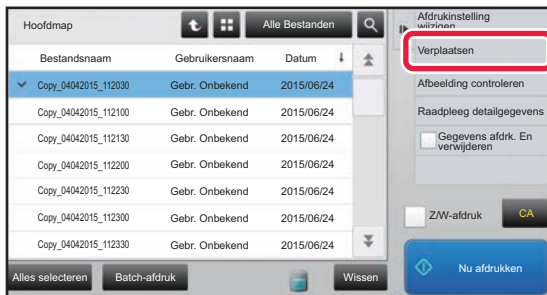 Hoofdmap
Alle Bestanden
Bestandsnaam Gebruikersnaam Datum
Copy_04042015_112030 Gebr. Onbekend 2015/06/24
Copy_04042015_112100 Gebr. Onbekend 2015/06/24
Copy_04042015_112130 Gebr. Onbekend 2015/06/24
Copy_04042015_112200 Gebr. Onbekend 2015/06/24
Copy_04042015_112230 Gebr. Onbekend 2015/06/24
Copy_04042015_112300 Gebr. Onbekend 2015/06/24
Copy_04042015_112330 Gebr. Onbekend 2015/06/24
Alles selecteren
Batch-afdruk
Wissen
Afdrukinstelling
wijzigen
Verplaatsen
Afbeelding controleren
Raadpleeg detailgegevens
Gegevens afdrk. En
verwijderen
Z/W-afdruk
CA
Nu afdrukken